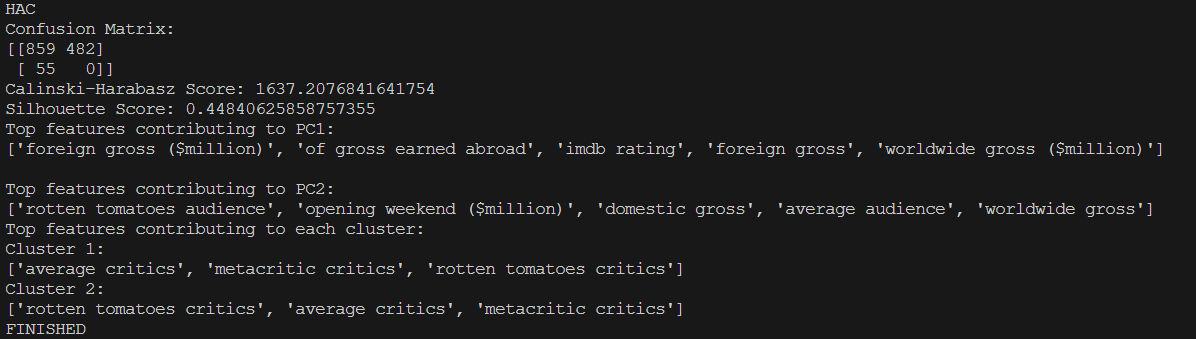 HAC
Confusion Matrix:
[[859 482]
 [ 55   0]]
Calinski-Harabasz Score: 1637.2076841641754
Silhouette Score: 0.44840625858757355
Top features contributing to PC1:
['foreign gross ($million)', 'of gross earned abroad', 'imdb rating', 'foreign gross', 'worldwide gross ($million)']

Top features contributing to PC2:
['rotten tomatoes audience', 'opening weekend ($million)', 'domestic gross', 'average audience', 'worldwide gross']
Top features contributing to each cluster:
Cluster 1:
['average critics', 'metacritic critics', 'rotten tomatoes critics']
Cluster 2:
['rotten tomatoes critics', 'average critics', 'metacritic critics']
FINISHED